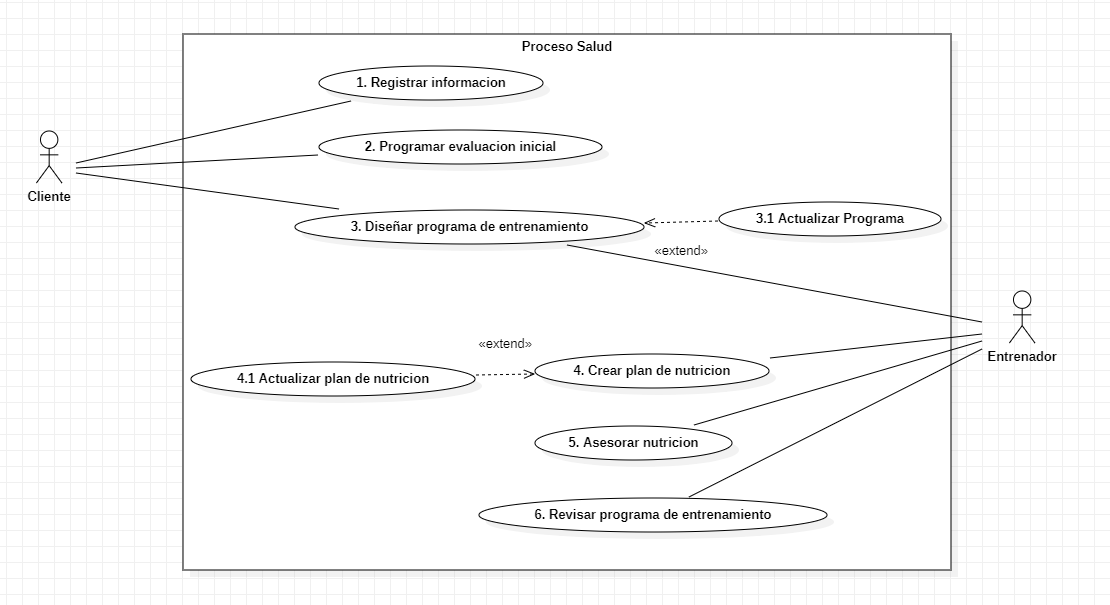 Proceso Salud
1. Registrar informacion
2. Programar evaluacion inicial
Cliente
3. Diseñar programa de entrenamiento
3.1 Actualizar Programa
«extend»
Entrenador
«extend»
4. Crear plan de nutricion
4.1 Actualizar plan de nutricion
5. Asesorar nutricion
6. Revisar programa de entrenamiento